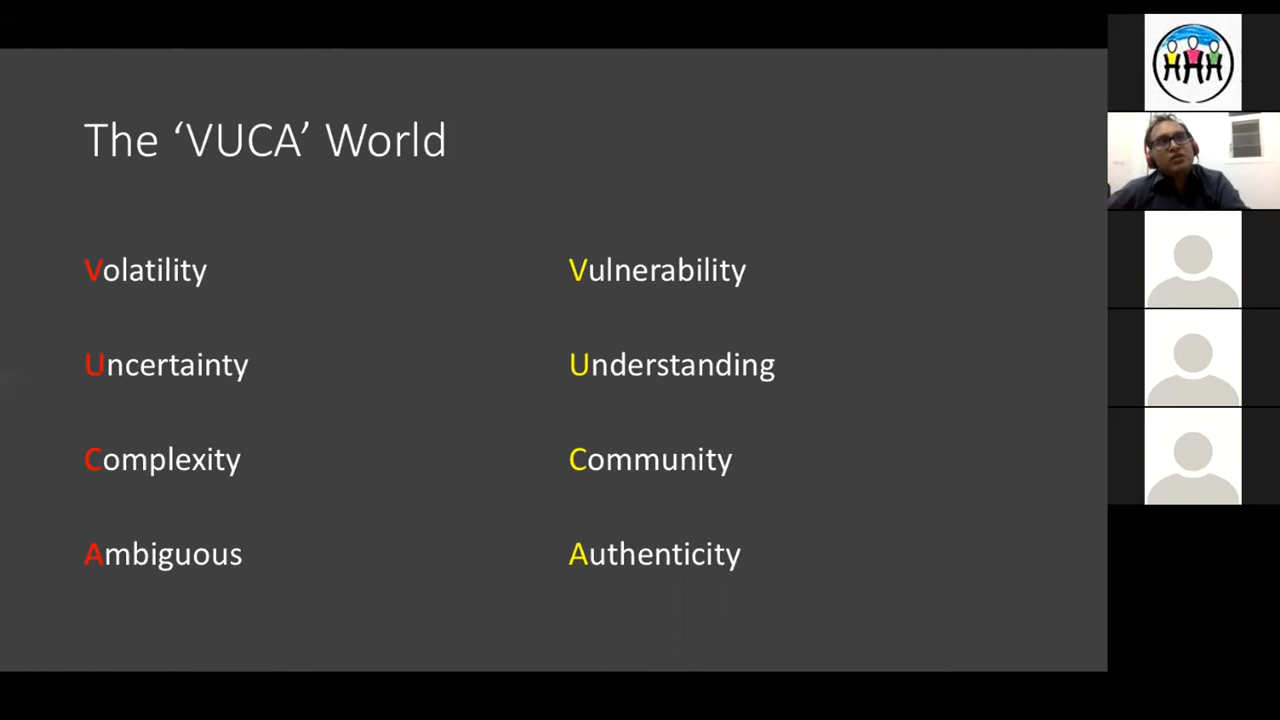 The ‘VUCA’ World
Volatility
Uncertainty
Complexity
Ambiguous
Vulnerability
Understanding
Community
Authenticity